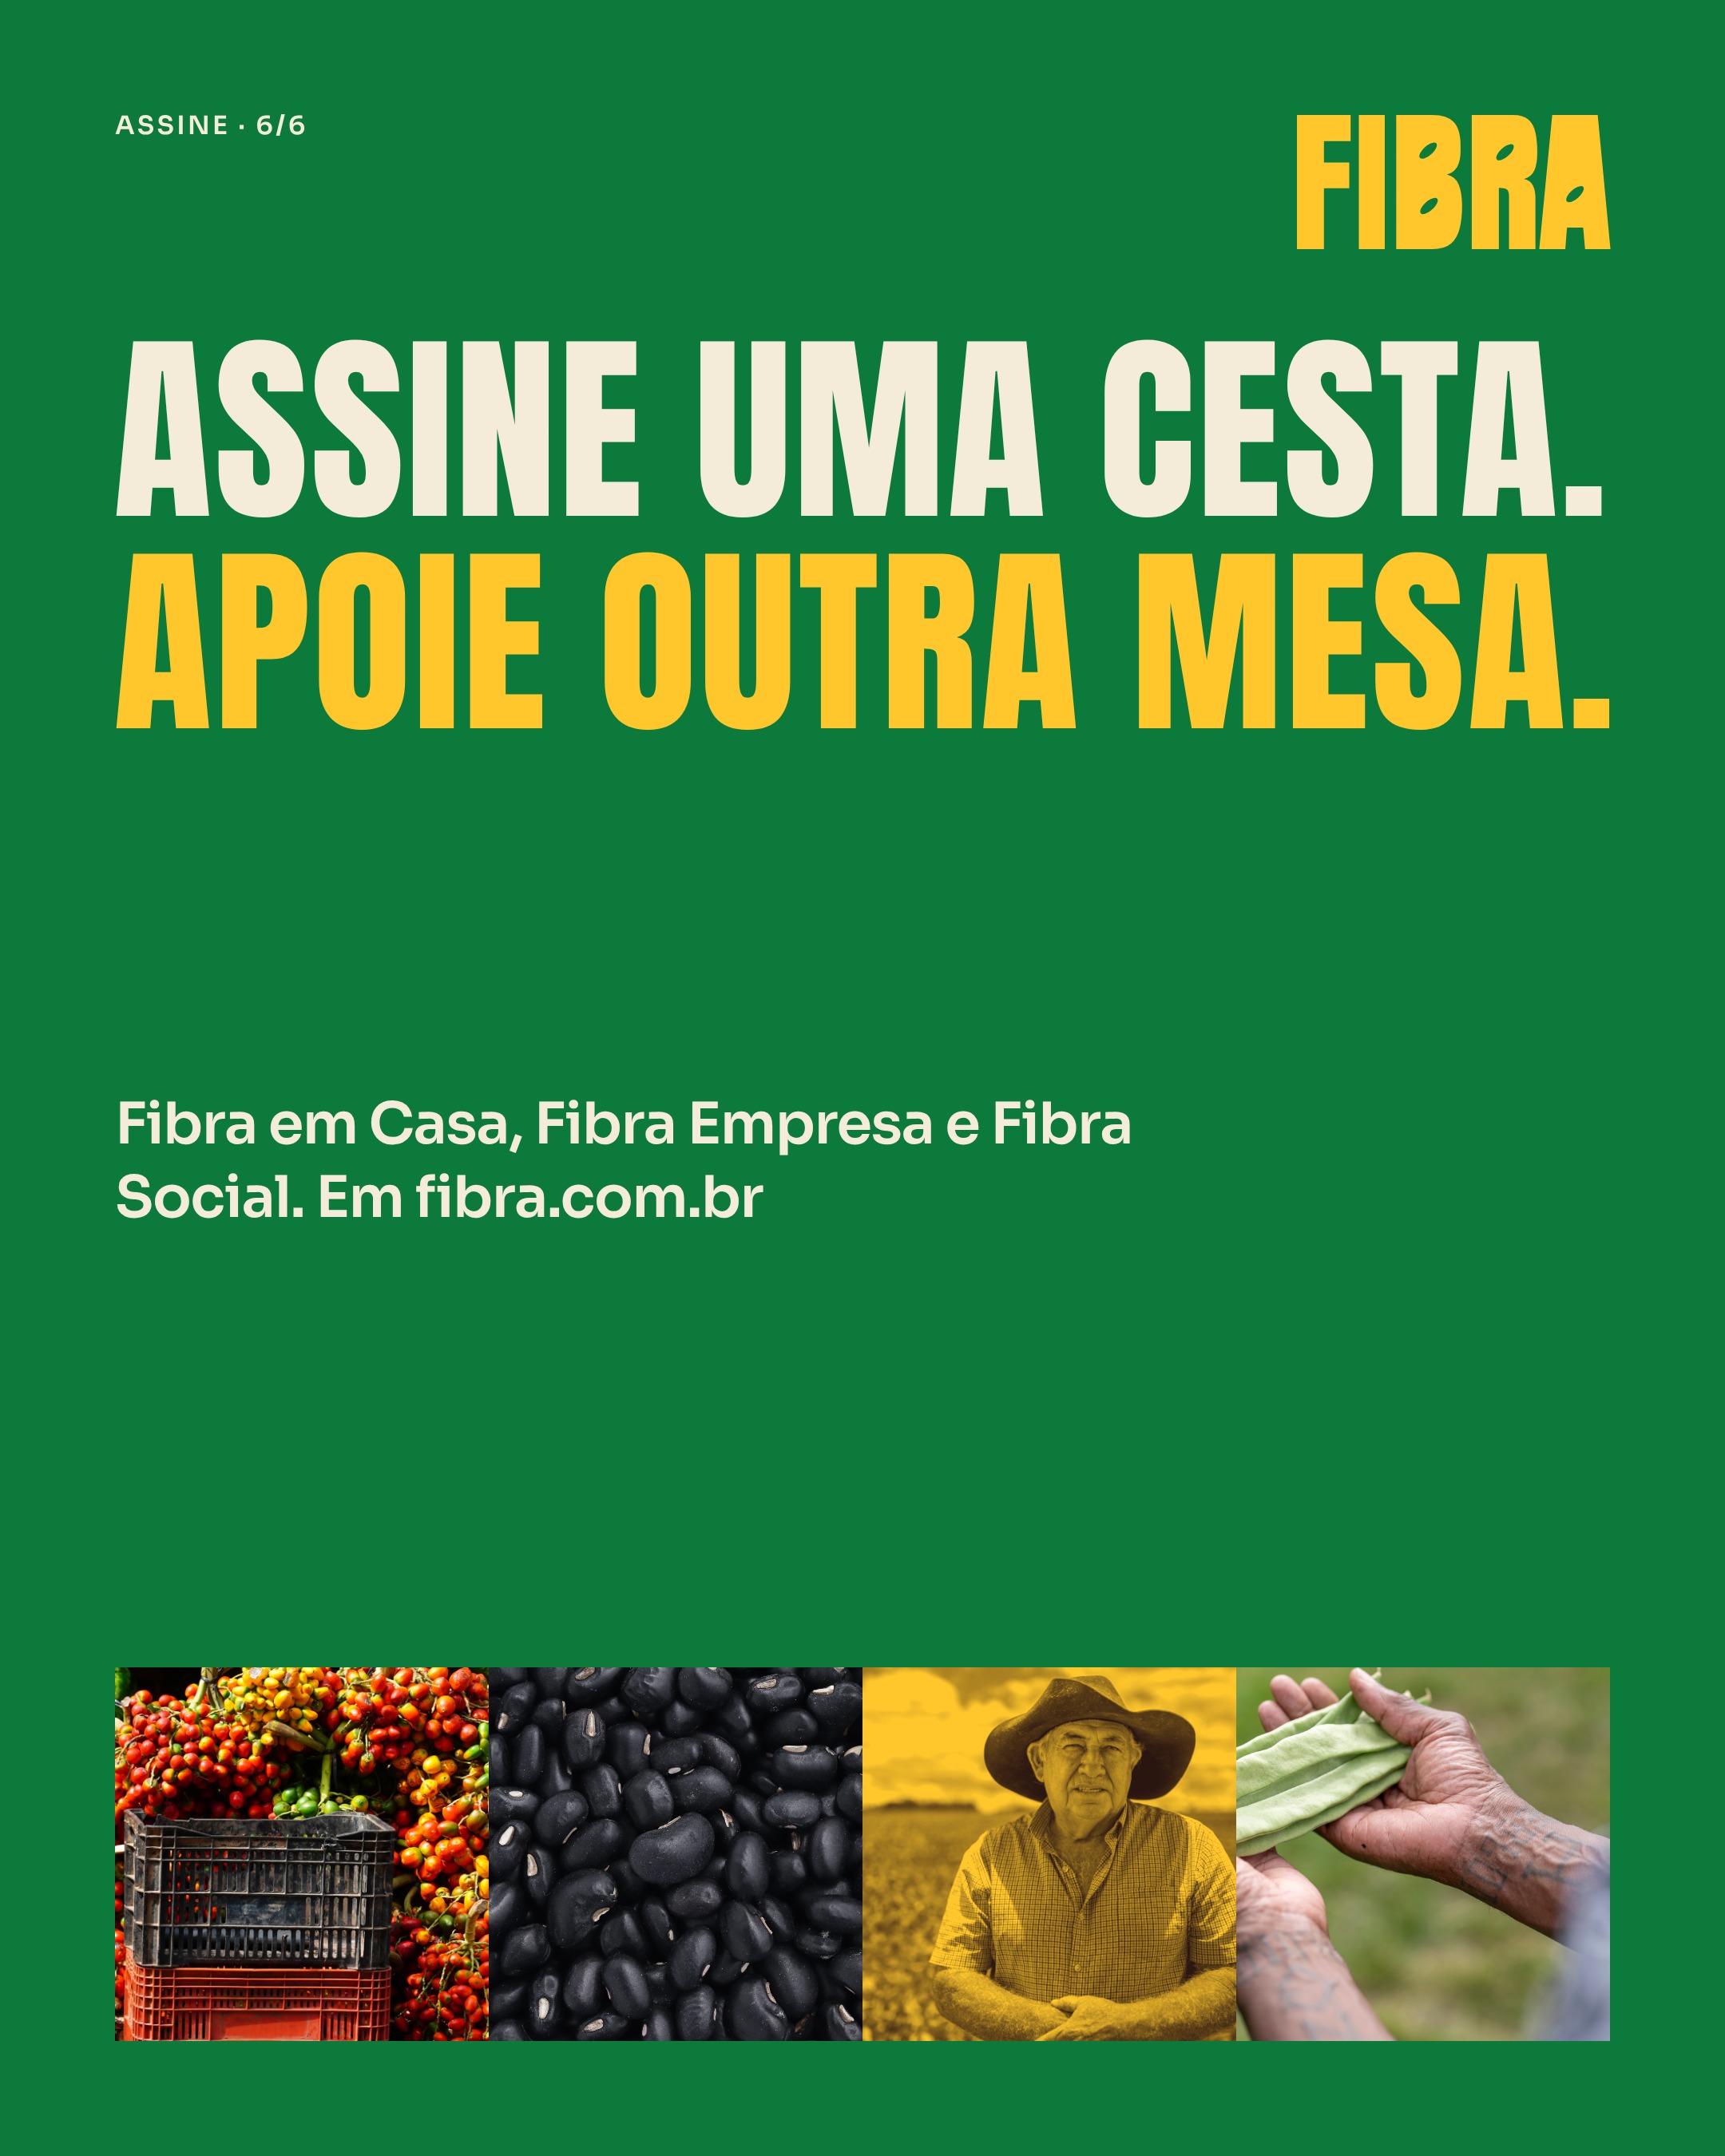 ASSINE · 6/6
FIBRA
ASSINE UMA CESTA.
APOIE OUTRA MESA.
Fibra em Casa, Fibra Empresa e Fibra
Social. Em fibra.com.br